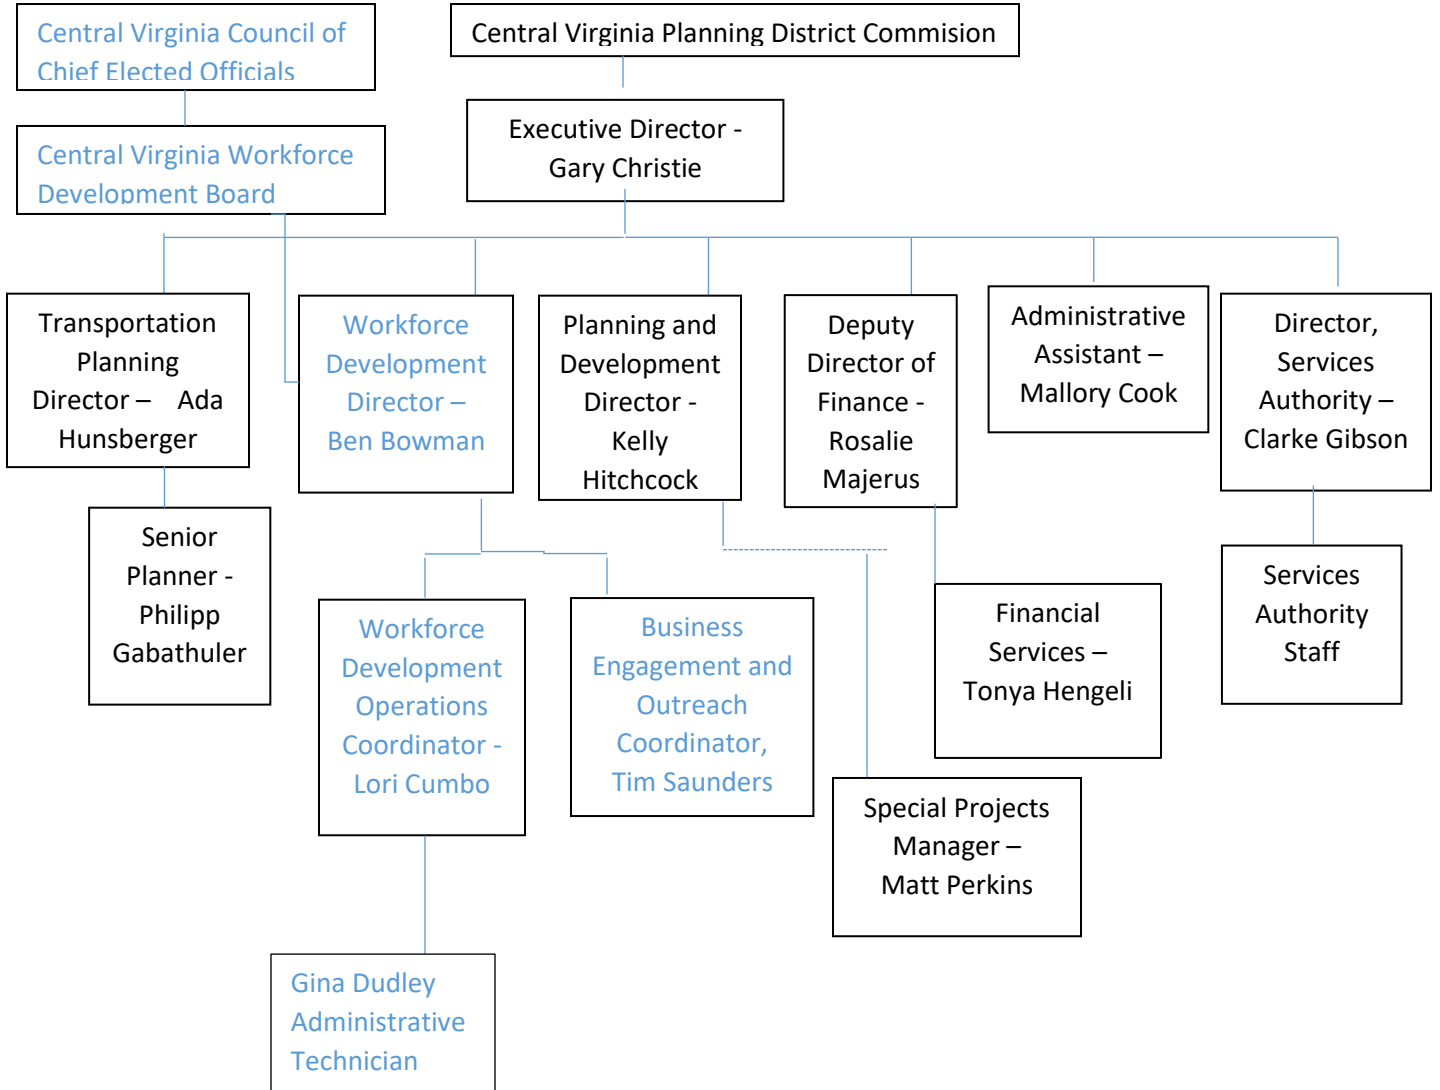 Central Virginia Council of
Chief Elected Officials
Central Virginia Planning District Commision
Central Virginia Workforce
Development Board
Executive Director -
Gary Christie
Transportation
Planning
Director – Ada
Hunsberger
Workforce
Development
Director –
Ben Bowman
Planning and
Development
Director -
Kelly
Hitchcock
Deputy
Director of
Finance -
Rosalie
Majerus
Administrative
Assistant –
Mallory Cook
Director,
Services
Authority –
Clarke Gibson
Senior
Planner -
Philipp
Gabathuler
Workforce
Development
Operations
Coordinator -
Lori Cumbo
Business
Engagement and
Outreach
Coordinator,
Tim Saunders
Financial
Services –
Tonya Hengeli
Services
Authority
Staff
Special Projects
Manager –
Matt Perkins
Gina Dudley
Administrative
Technician